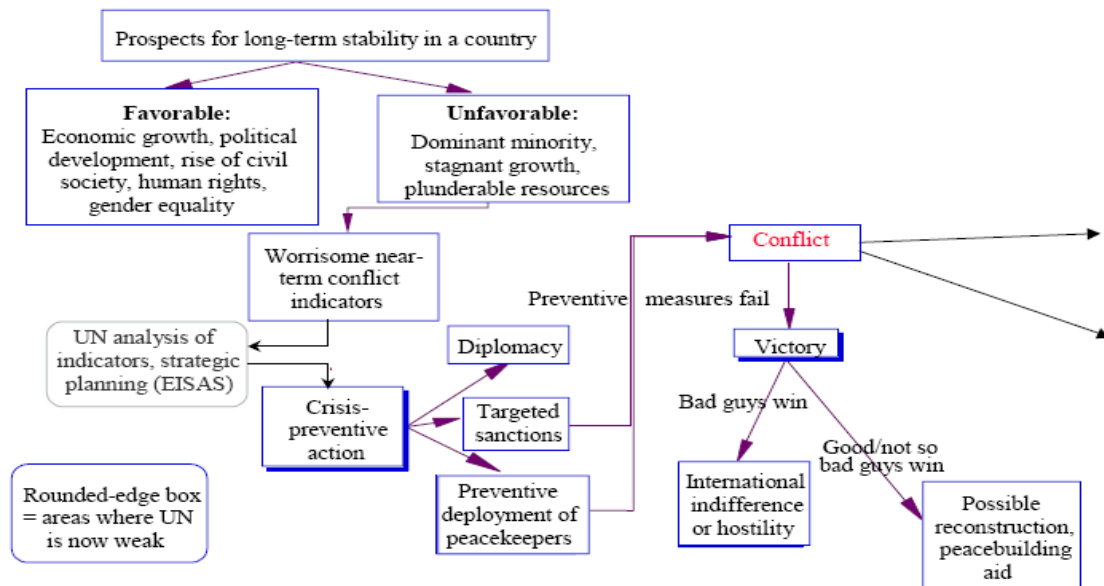 Prospects for long-term stability in a country
Favorable:
Economic growth, political
development, rise of civil
society, human rights,
gender equality
Unfavorable:
Dominant minority,
stagnant growth,
plunderable resources
Worrisome near-
term conflict
indicators
UN analysis of
indicators, strategic
planning (EISAS)
Crisis-
preventive
action
Diplomacy
Targeted
sanctions
Preventive
deployment of
peacekeepers
Preventive measures fail
Conflict
Victory
Bad guys win
Good/not so
bad guys win
International
indifference
or hostility
Possible
reconstruction,
peacebuilding
aid
Rounded-edge box
= areas where UN
is now weak